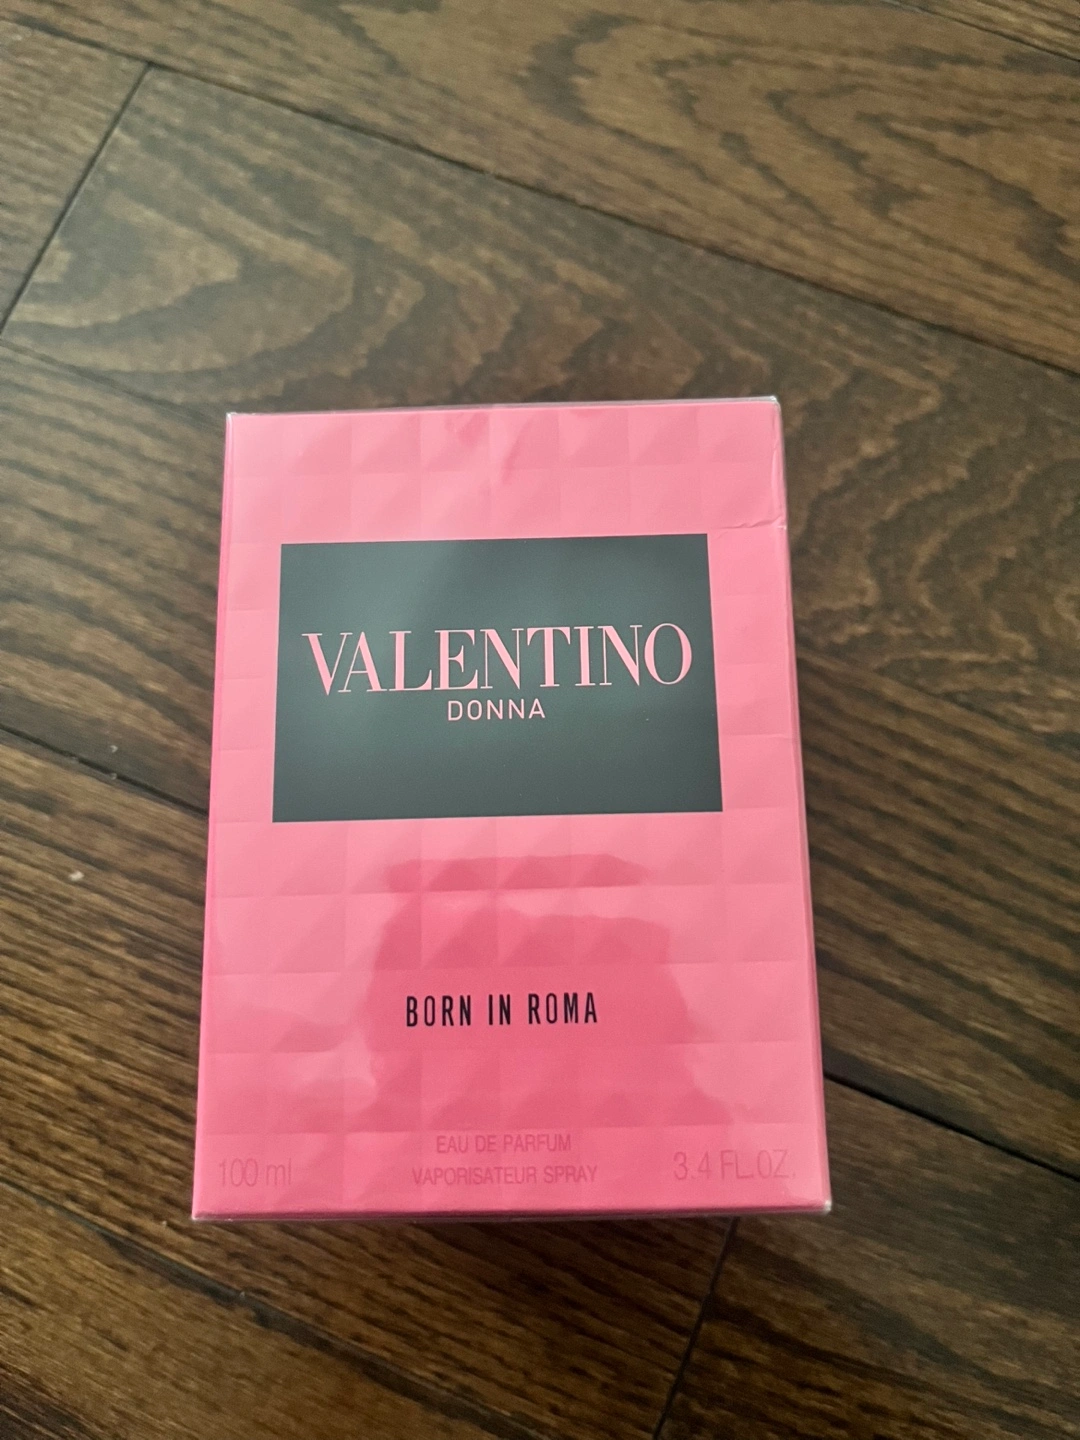 VALENTINO
DONNA
BORN IN ROMA
EAU DE PARFUM
100 ml VAPORISATEUR SPRAY 3.4 FL.OZ.